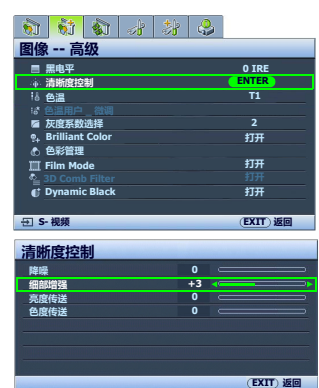 图像 -- 高级
黑电平 0 IRE
清晰度控制 ENTER
色温 T1
色温用户 _ 微调
灰度系数选择 2
Brilliant Color 打开
色彩管理
Film Mode 打开
3D Comb Filter 打开
Dynamic Black 打开
S- 视频 EXIT 返回
清晰度控制
降噪 0
细部增强 +3
亮度传送 0
色度传送 0
EXIT 返回